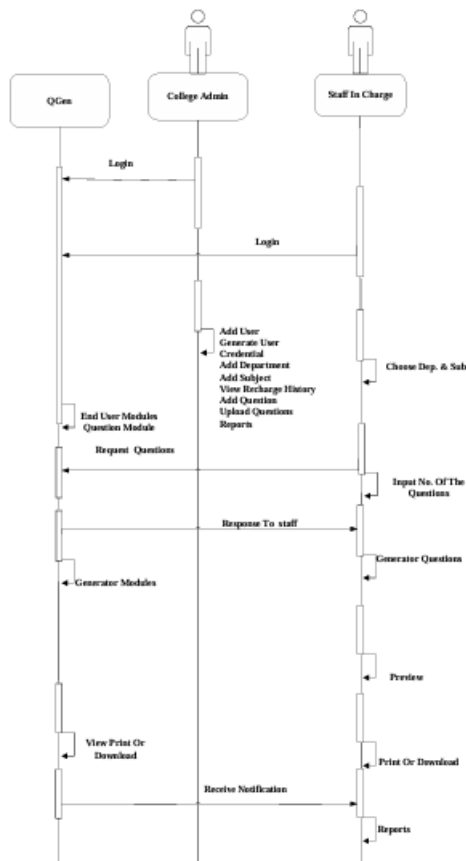 QGen
College Admin
Staff In Charge
Login
Login
Add User
Generate User
Credential
Add Department
Add Subject
View Recharge History
Add Question
Upload Questions
Reports
Choose Dep. & Sub
End User Modules
Question Module
Request Questions
Input No. Of The
Questions
Response To staff
Generator Questions
Generator Modules
Preview
View Print Or
Download
Print Or Download
Receive Notification
Reports